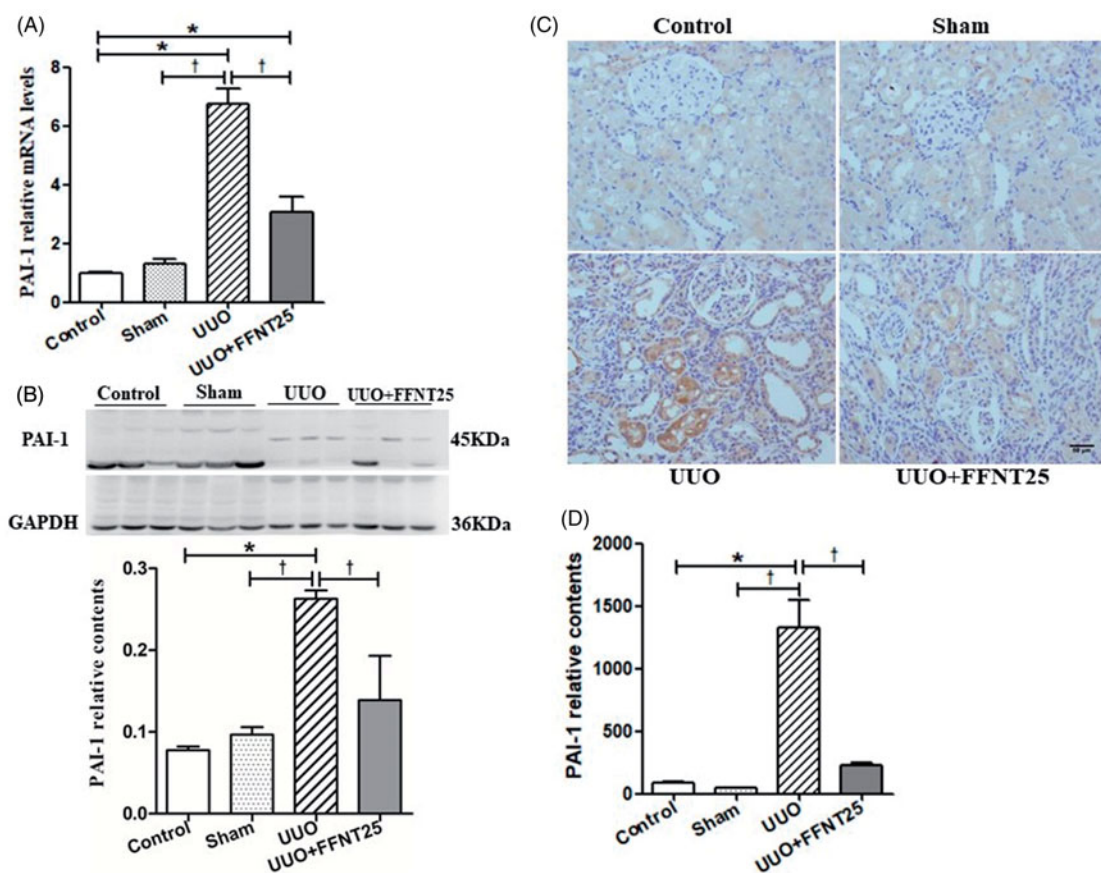 (A)
PAI-1 relative mRNA levels
8
6
4
2
0
*
*
† †
Control Sham UUO UUO+FFNT25
(B)
Control Sham UUO UUO+FFNT25
PAI-1 45KDa
GAPDH 36KDa
PAI-1 relative contents
0.3
0.2
0.1
0.0
*
† †
Control Sham UUO UUO+FFNT25
(C)
Control Sham
UUO UUO+FFNT25
(D)
PAI-1 relative contents
2000
1500
1000
500
0
* †
†
Control Sham UUO UUO+FFNT25